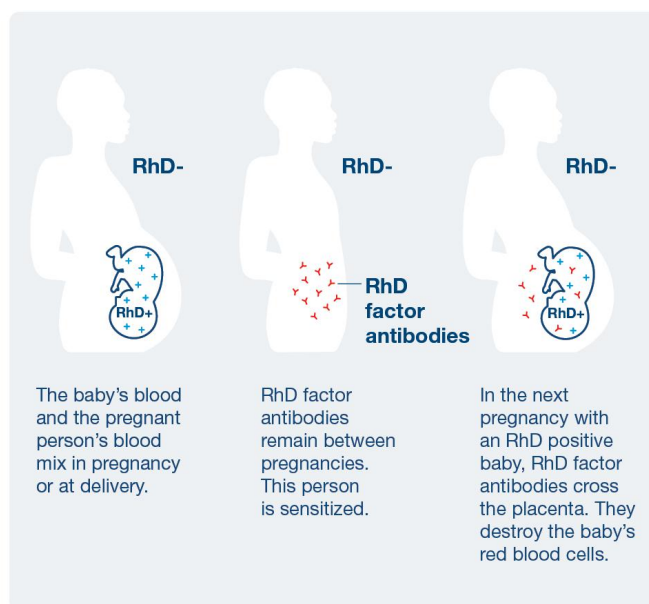 RhD-
RhD+
The baby’s blood
and the pregnant
person’s blood
mix in pregnancy
or at delivery.
RhD-
RhD
factor
antibodies
RhD factor
antibodies
remain between
pregnancies.
This person
is sensitized.
RhD-
RhD+
In the next
pregnancy with
an RhD positive
baby, RhD factor
antibodies cross
the placenta. They
destroy the baby’s
red blood cells.